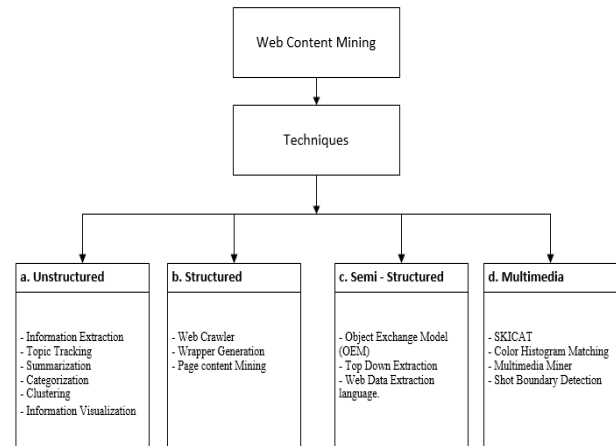 Web Content Mining
Techniques
a. Unstructured
- Information Extraction
- Topic Tracking
- Summarization
- Categorization
- Clustering
- Information Visualization
b. Structured
- Web Crawler
- Wrapper Generation
- Page content Mining
c. Semi - Structured
- Object Exchange Model
(OEM)
- Top Down Extraction
- Web Data Extraction
language.
d. Multimedia
- SKICAT
- Color Histogram Matching
- Multimedia Miner
- Shot Boundary Detection